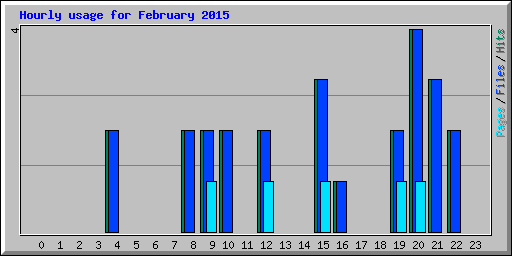 Hourly usage for February 2015
4
Pages/Files/Hits
0 1 2 3 4 5 6 7 8 9 10 11 12 13 14 15 16 17 18 19 20 21 22 23